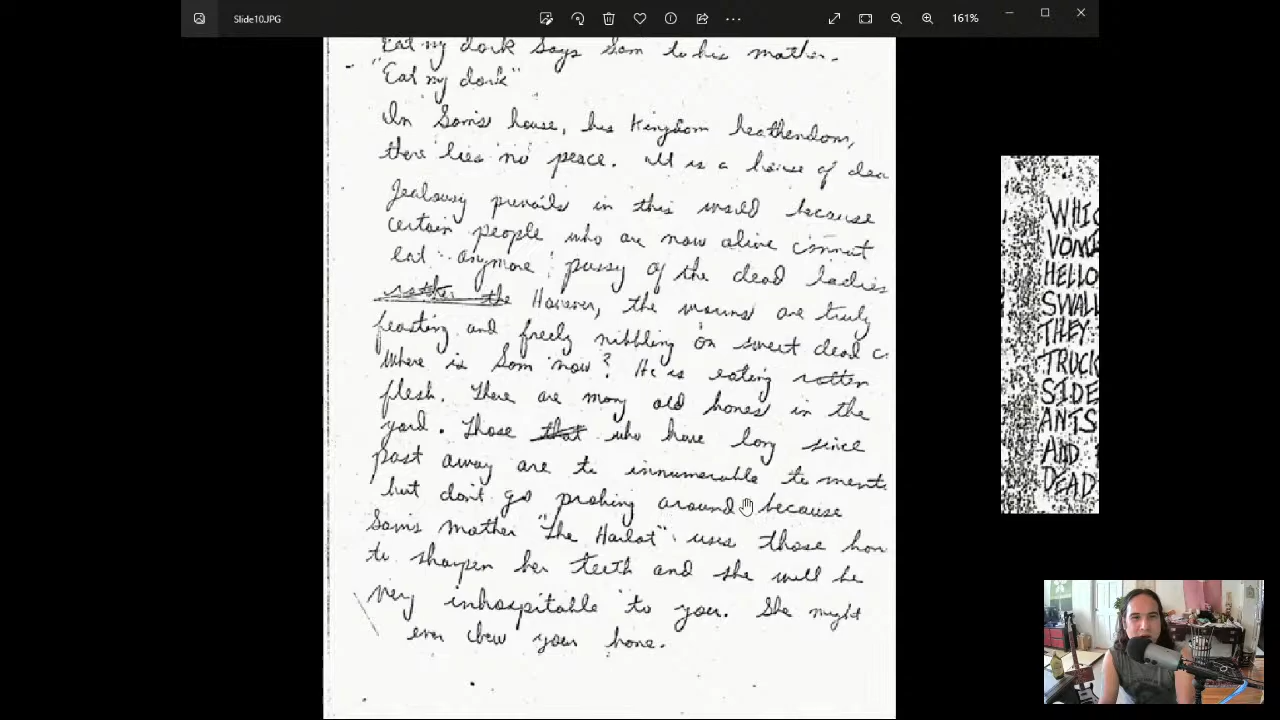 Slide10.JPG
161%
Eat my dork says Sam to his mother.
"Eat my dork"
In Sam's house, his Kingdom heathendom,
there lies no peace. It is a house of
Jealousy prevails in this world because
certain people who are now alive cannot
eat anymore pussy of the dead ladies
rather the However, the worms are truly
feasting and freely nibbling on sweet dead c
Where is Sam now? He is eating rotten
flesh. There are many old bones in the
yard. Those that who have long since
past away are to innumerable to
but don't go probing around because
Sam's mother "The Harlot" uses those
to sharpen her teeth and she will be
very inhospitable to you. She might
even chew your bone.
WHI
HELLO
SWALL
THEY
TRUCK
SIDE
ANTS
AND
DEAD